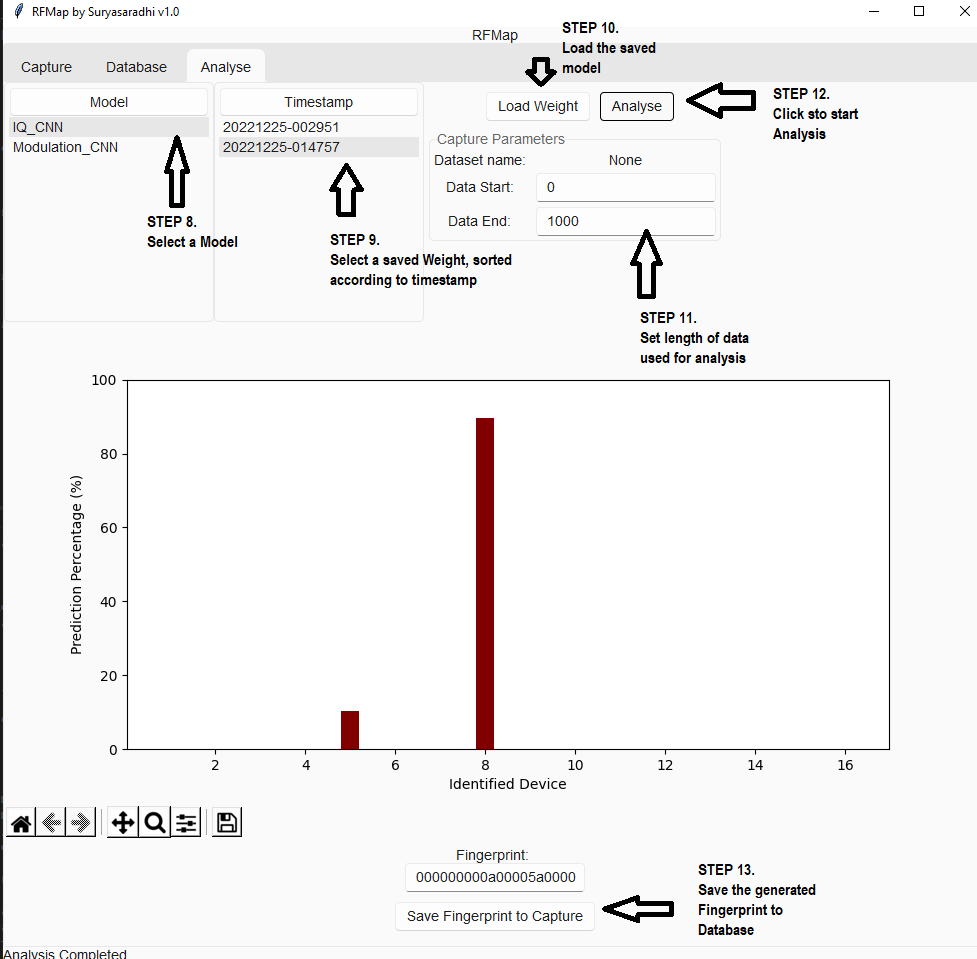 RFMap by Suryasaradhi v1.0
RFMap
Capture
Database
Analyse
STEP 10.
Load the saved
model
Model
IQ_CNN
Modulation_CNN
Timestamp
20221225-002951
20221225-014757
Load Weight
Analyse
STEP 12.
Click sto start
Analysis
Capture Parameters
Dataset name:
None
Data Start:
0
Data End:
1000
STEP 8.
Select a Model
STEP 9.
Select a saved Weight, sorted
according to timestamp
STEP 11.
Set length of data
used for analysis
100
80
60
40
20
0
Prediction Percentage (%)
2 4 6 8 10 12 14 16
Identified Device
Fingerprint:
000000000a00005a0000
Save Fingerprint to Capture
STEP 13.
Save the generated
Fingerprint to
Database
Analysis Completed